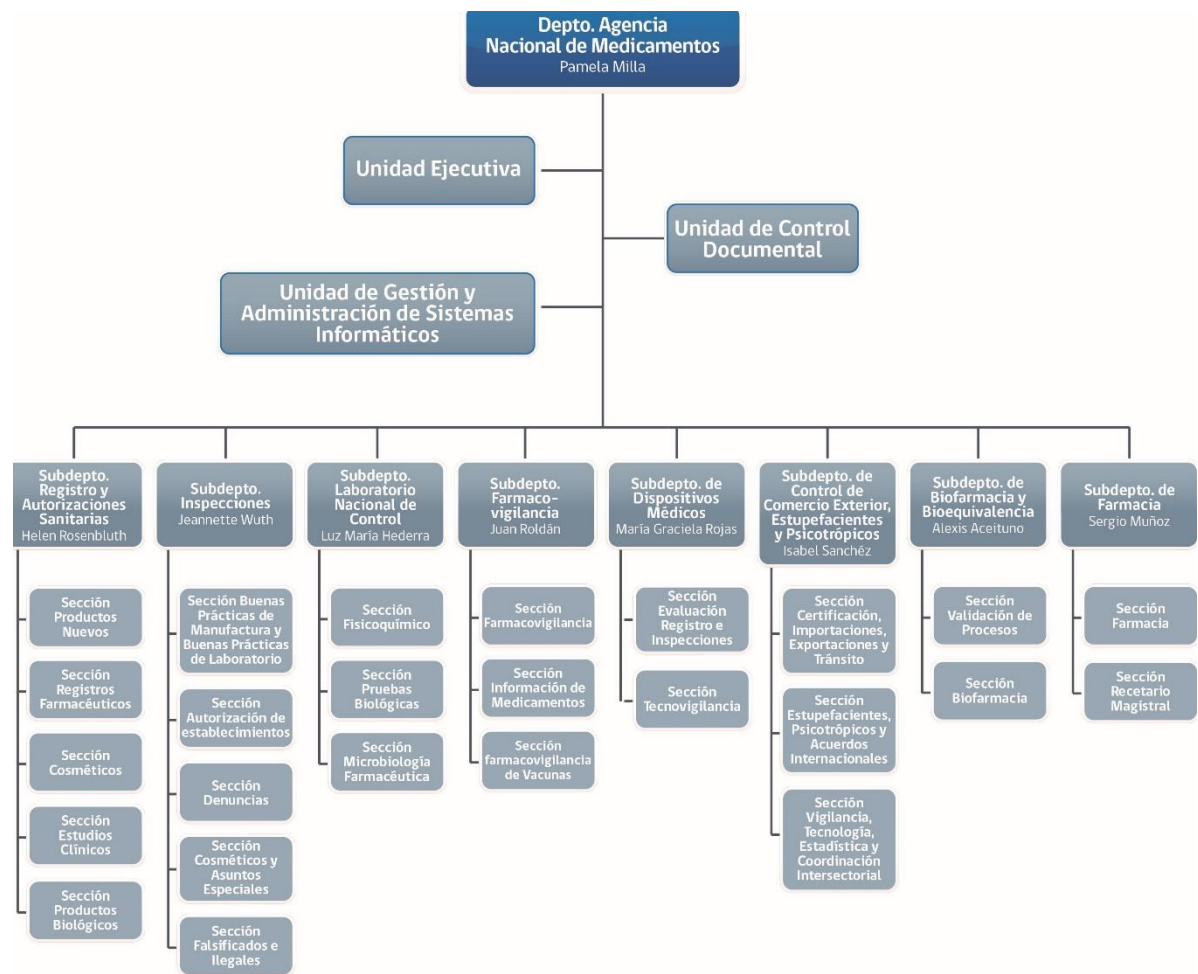 Depto. Agencia
Nacional de Medicamentos
Pamela Milla
Unidad Ejecutiva
Unidad de Control
Documental
Unidad de Gestión y
Administración de Sistemas
Informáticos
Subdepto.
Registro y
Autorizaciones
Sanitarias
Helen Rosenbluth
Subdepto.
Inspecciones
Jeannette Wuth
Subdepto.
Laboratorio
Nacional de
Control
Luz María Hederra
Subdepto.
Farmaco-
vigilancia
Juan Roldán
Subdepto. de
Dispositivos
Médicos
María Graciela Rojas
Subdepto. de
Control de
Comercio Exterior,
Estupefacientes
y Psicotrópicos
Isabel Sanchéz
Subdepto. de
Biofarmacia y
Bioequivalencia
Alexis Aceituno
Subdepto. de
Farmacia
Sergio Muñoz
Sección
Productos
Nuevos
Sección
Registros
Farmacéuticos
Sección
Cosméticos
Sección
Estudios
Clínicos
Sección
Productos
Biológicos
Sección Buenas
Prácticas de
Manufactura y
Buenas Prácticas
de Laboratorio
Sección
Autorización de
establecimientos
Sección
Denuncias
Sección
Cosméticos y
Asuntos
Especiales
Sección
Falsificados e
Ilegales
Sección
Fisicoquímico
Sección
Pruebas
Biológicas
Sección
Microbiología
Farmacéutica
Sección
Farmacovigilancia
Sección
Información de
Medicamentos
Sección
farmacovigilancia
de Vacunas
Sección
Evaluación
Registro e
Inspecciones
Sección
Tecnovigilancia
Sección
Certificación,
Importaciones,
Exportaciones y
Tránsito
Sección
Estupefacientes,
Psicotrópicos y
Acuerdos
Internacionales
Sección
Vigilancia,
Tecnología,
Estadística y
Coordinación
Intersectorial
Sección
Validación de
Procesos
Sección
Biofarmacia
Sección
Farmacia
Sección
Recetario
Magistral